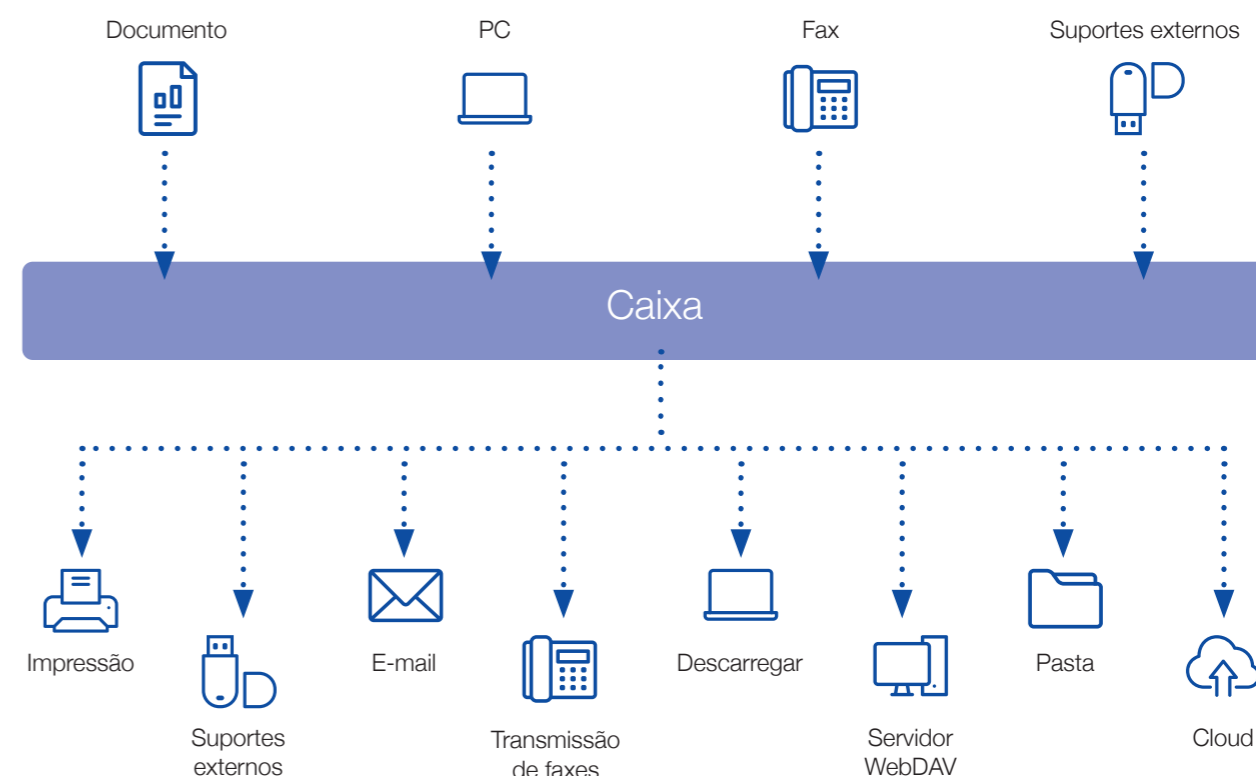 Documento
PC
Fax
Suportes externos
Caixa
Impressão
E-mail
Descarregar
Pasta
Suportes
externos
Transmissão
de faxes
Servidor
WebDAV
Cloud